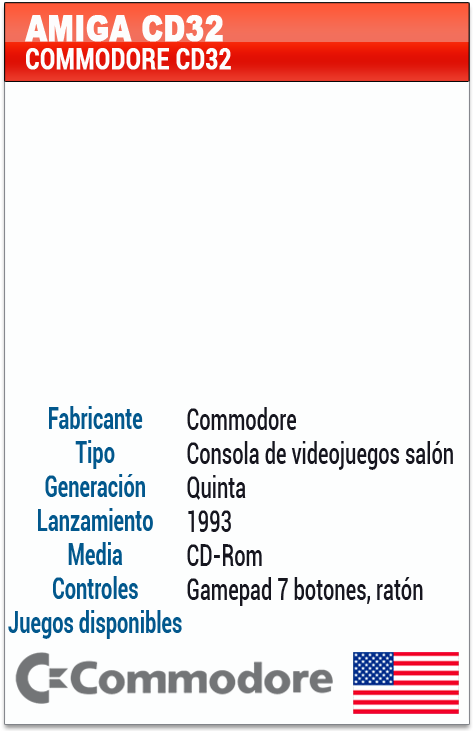 AMIGA CD32
COMMODORE CD32
Fabricante Commodore
Tipo Consola de videojuegos salón
Generación Quinta
Lanzamiento 1993
Media CD-Rom
Controles Gamepad 7 botones, ratón
Juegos disponibles
Commodore